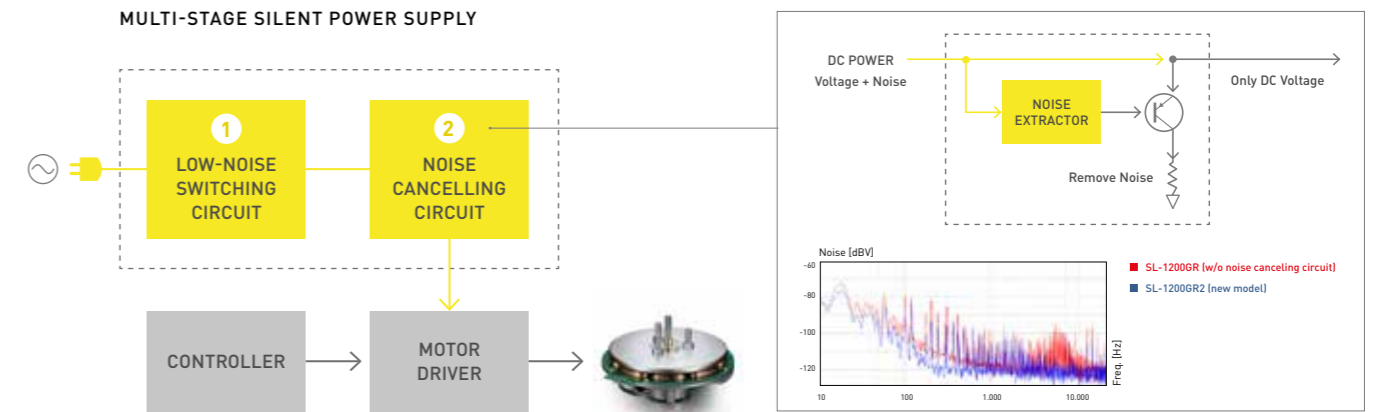 MULTI-STAGE SILENT POWER SUPPLY
1
LOW-NOISE
SWITCHING
CIRCUIT
2
NOISE
CANCELLING
CIRCUIT
CONTROLLER
MOTOR
DRIVER
DC POWER
Voltage + Noise
NOISE
EXTRACTOR
Only DC Voltage
Remove Noise
Noise [dBV]
-60
-80
-100
-120
10
100
1.000
10.000
Freq. [Hz]
SL-1200GR (w/o noise canceling circuit)
SL-1200GR2 (new model)